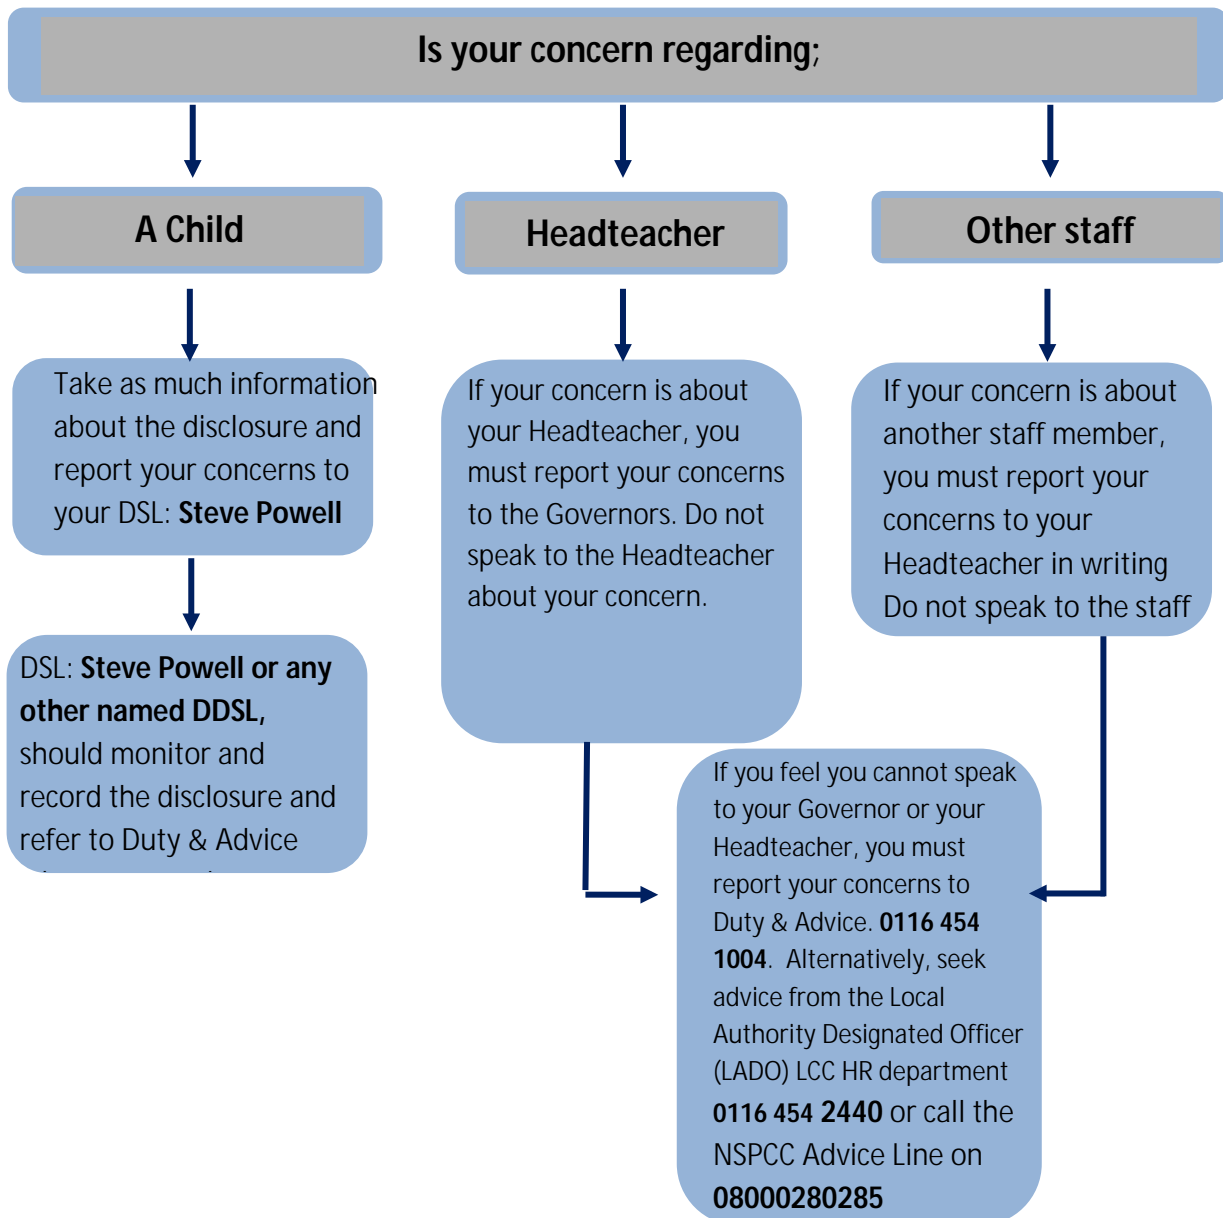 Is your concern regarding;
A Child
Headteacher
Other staff
Take as much information
about the disclosure and
report your concerns to
your DSL: Steve Powell
If your concern is about
your Headteacher, you
must report your concerns
to the Governors. Do not
speak to the Headteacher
about your concern.
If your concern is about
another staff member,
you must report your
concerns to your
Headteacher in writing
Do not speak to the staff
DSL: Steve Powell or any
other named DDSL,
should monitor and
record the disclosure and
refer to Duty & Advice
If you feel you cannot speak
to your Governor or your
Headteacher, you must
report your concerns to
Duty & Advice. 0116 454
1004.  Alternatively, seek
advice from the Local
Authority Designated Officer
(LADO) LCC HR department
0116 454 2440 or call the
NSPCC Advice Line on
08000280285